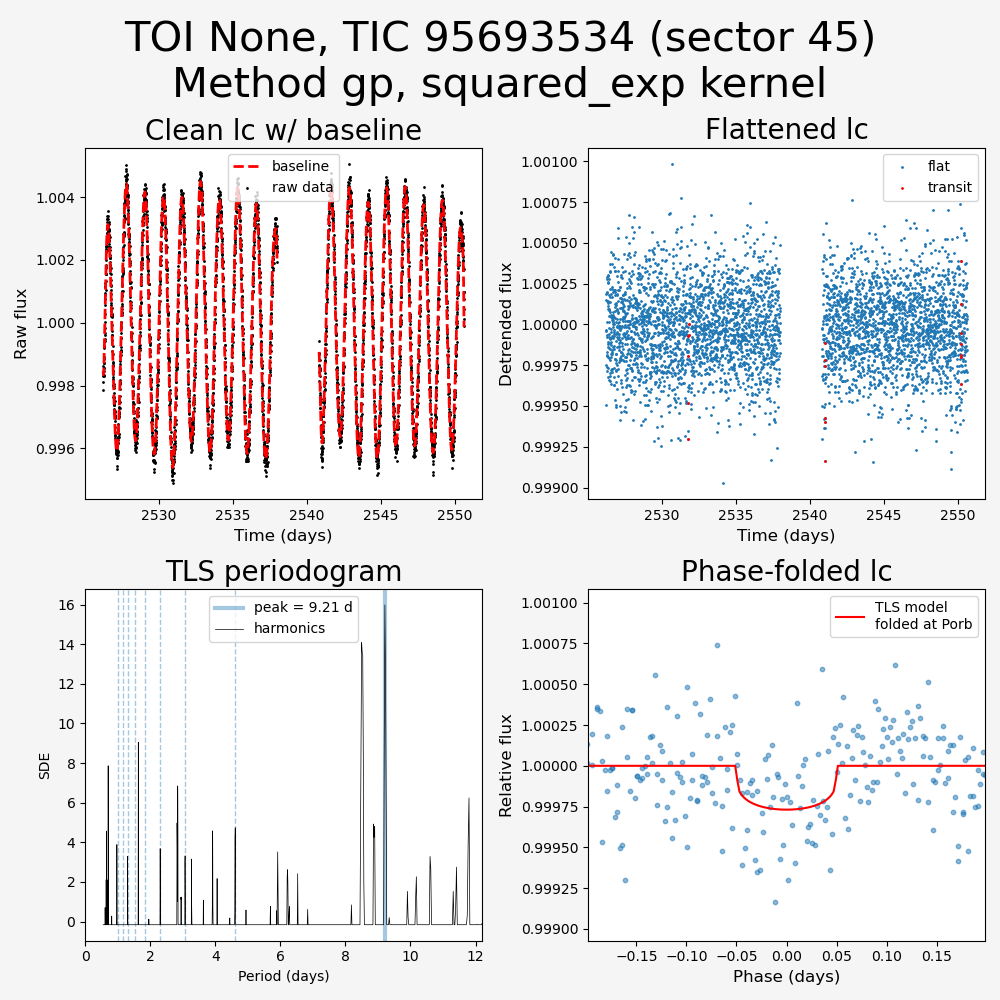 TOI None, TIC 95693534 (sector 45)
Method gp, squared_exp kernel
Clean lc w/ baseline
baseline
raw data
1.004
1.002
1.000
0.998
0.996
Raw flux
2530 2535 2540 2545 2550
Time (days)
Flattened lc
flat
transit
1.00100
1.00075
1.00050
1.00025
1.00000
0.99975
0.99950
0.99925
0.99900
Detrended flux
2530 2535 2540 2545 2550
Time (days)
TLS periodogram
peak = 9.21 d
harmonics
16
14
12
10
8
6
4
2
0
SDE
0 2 4 6 8 10 12
Period (days)
Phase-folded lc
TLS model
folded at Porb
1.00100
1.00075
1.00050
1.00025
1.00000
0.99975
0.99950
0.99925
0.99900
Relative flux
−0.15 −0.10 −0.05 0.00 0.05 0.10 0.15
Phase (days)